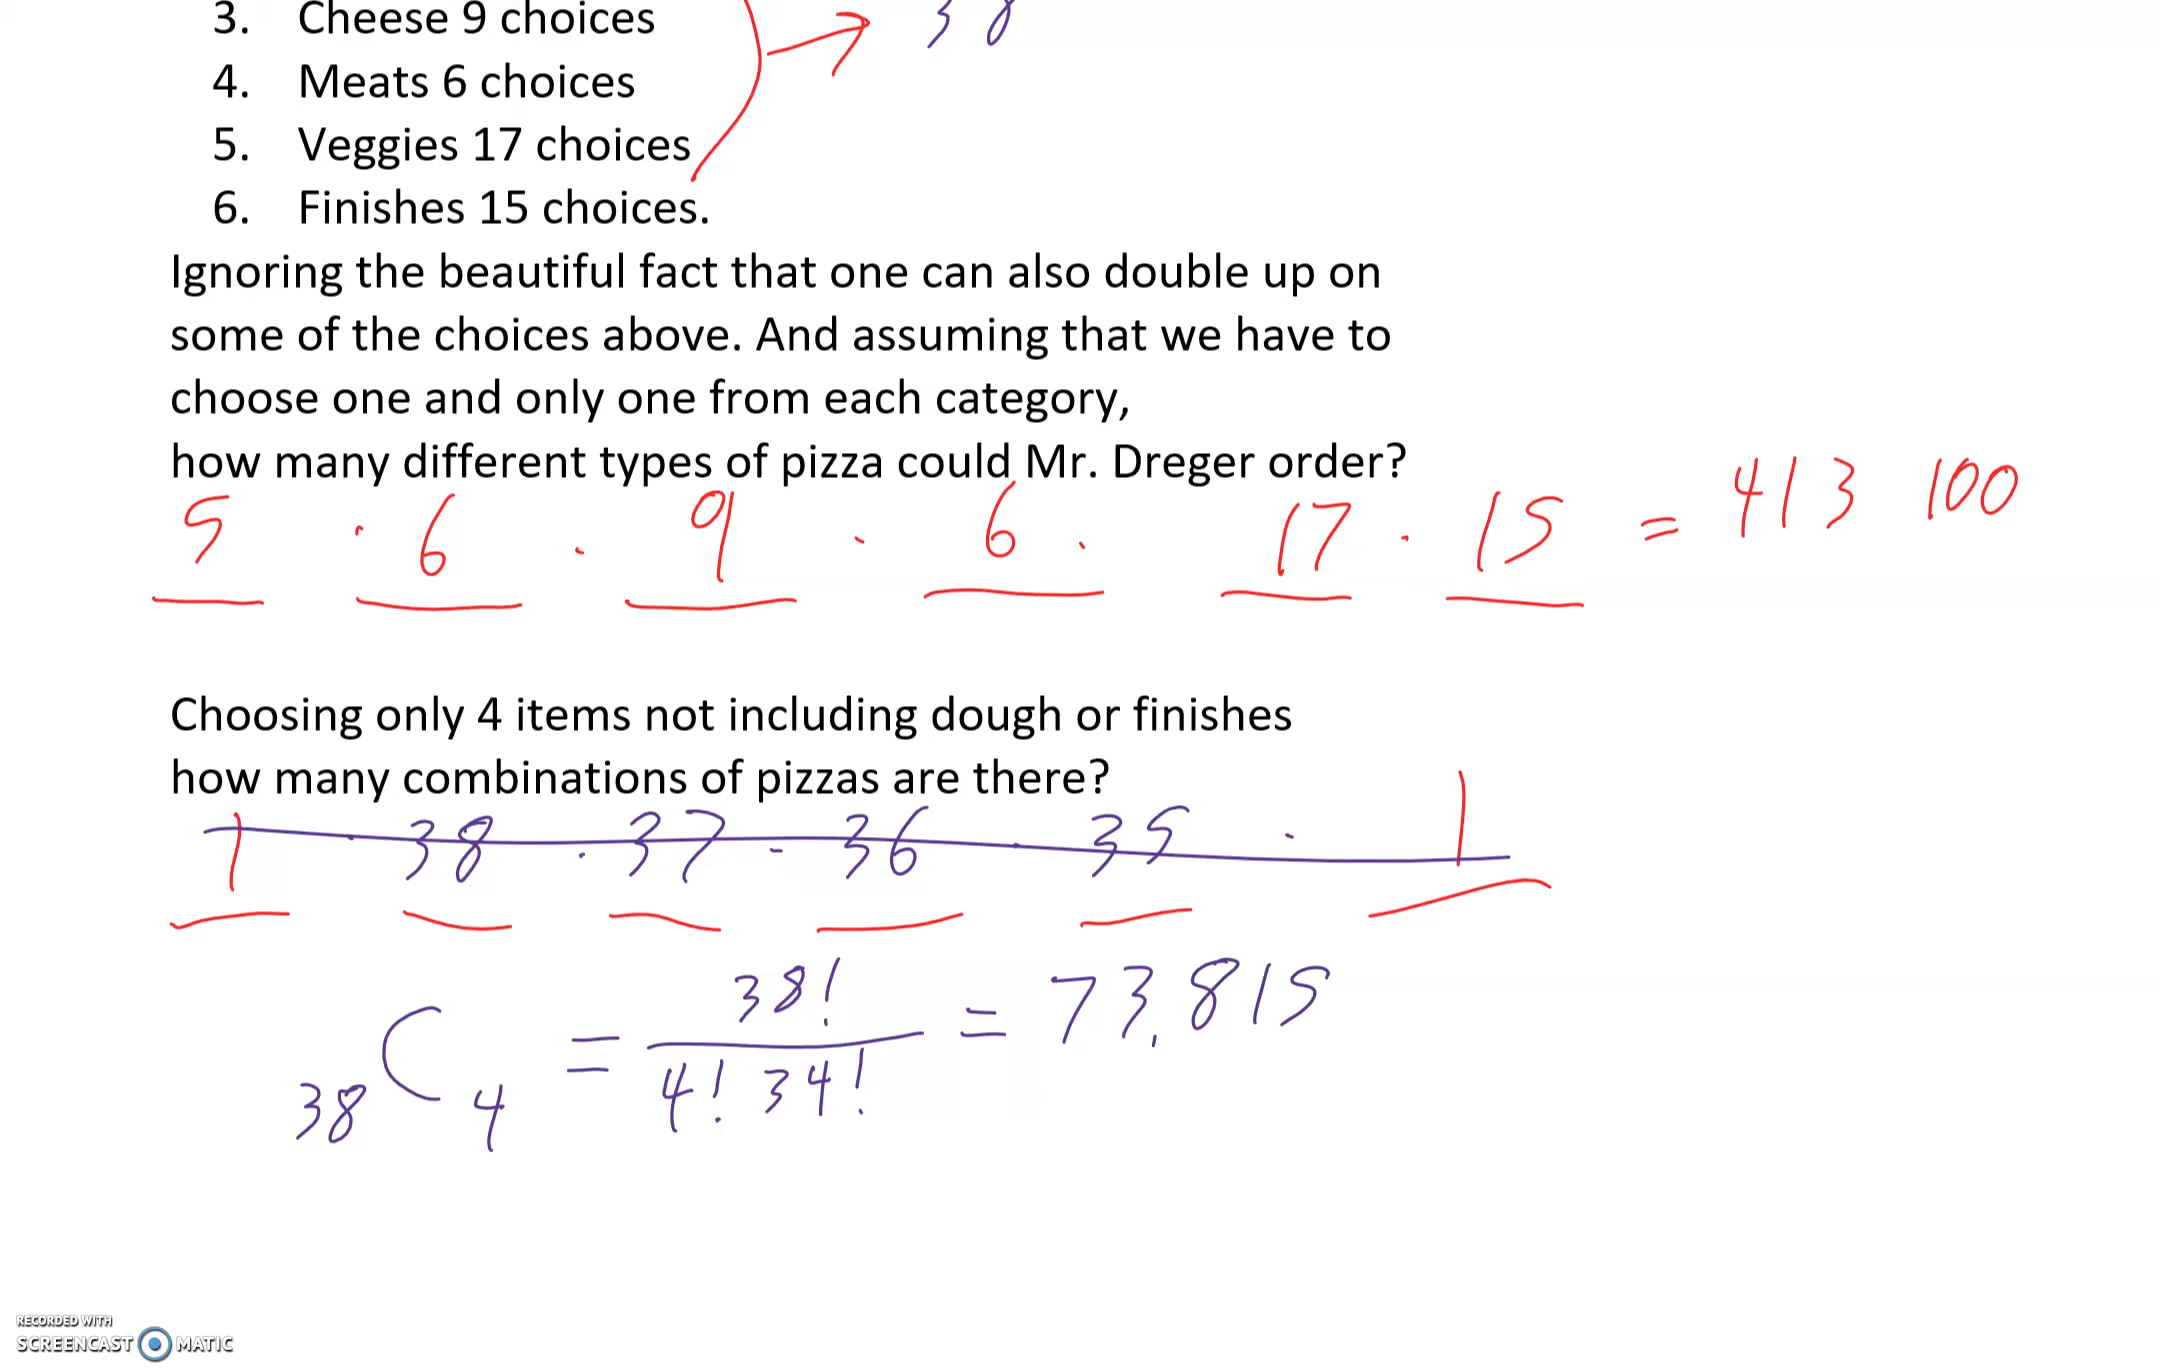 3. Cheese 9 choices
38
4. Meats 6 choices
5. Veggies 17 choices
6. Finishes 15 choices.
Ignoring the beautiful fact that one can also double up on
some of the choices above. And assuming that we have to
choose one and only one from each category,
how many different types of pizza could Mr. Dreger order?
5 · 6 · 9 · 6 · 17 · 15 = 413 100
Choosing only 4 items not including dough or finishes
how many combinations of pizzas are there?
1 · 38 · 37 · 36 · 35 · 1
38!
38 C 4 = = 73,815
4! 34!
RECORDED WITH
SCREENCAST MATIC